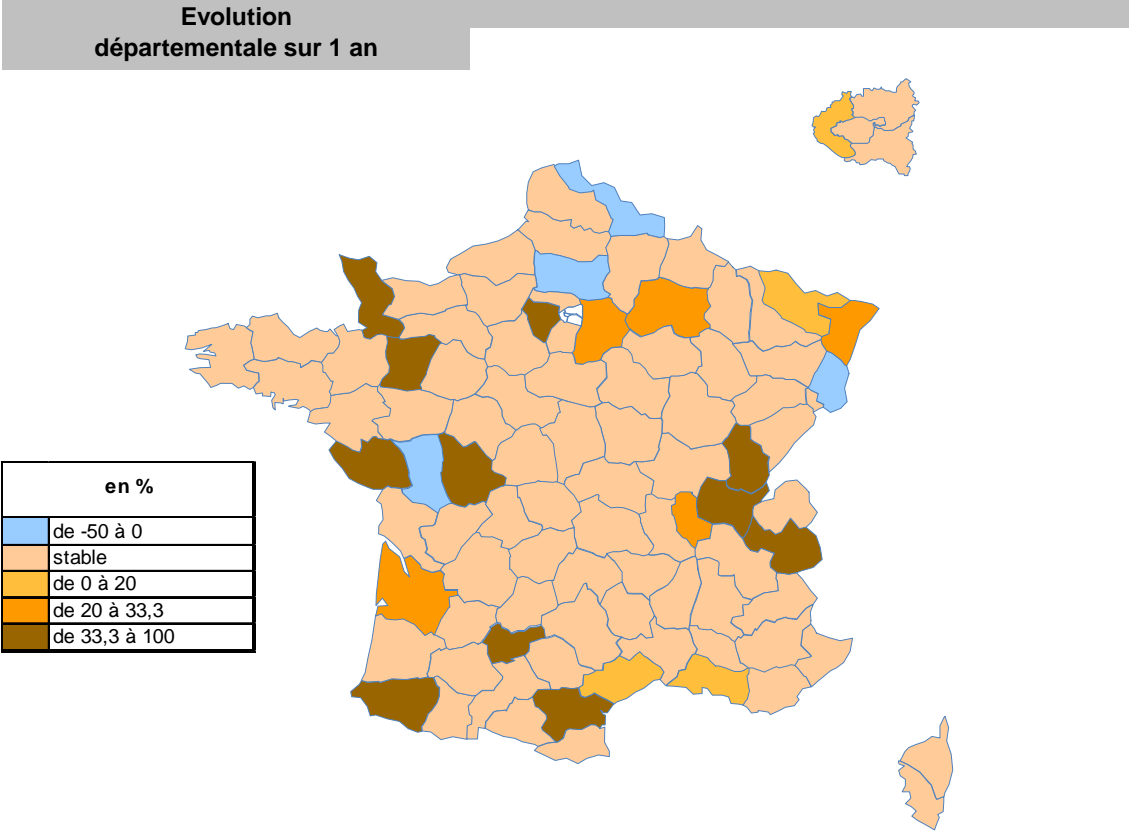 Evolution
départementale sur 1 an
en %
de -50 à 0
stable
de 0 à 20
de 20 à 33,3
de 33,3 à 100